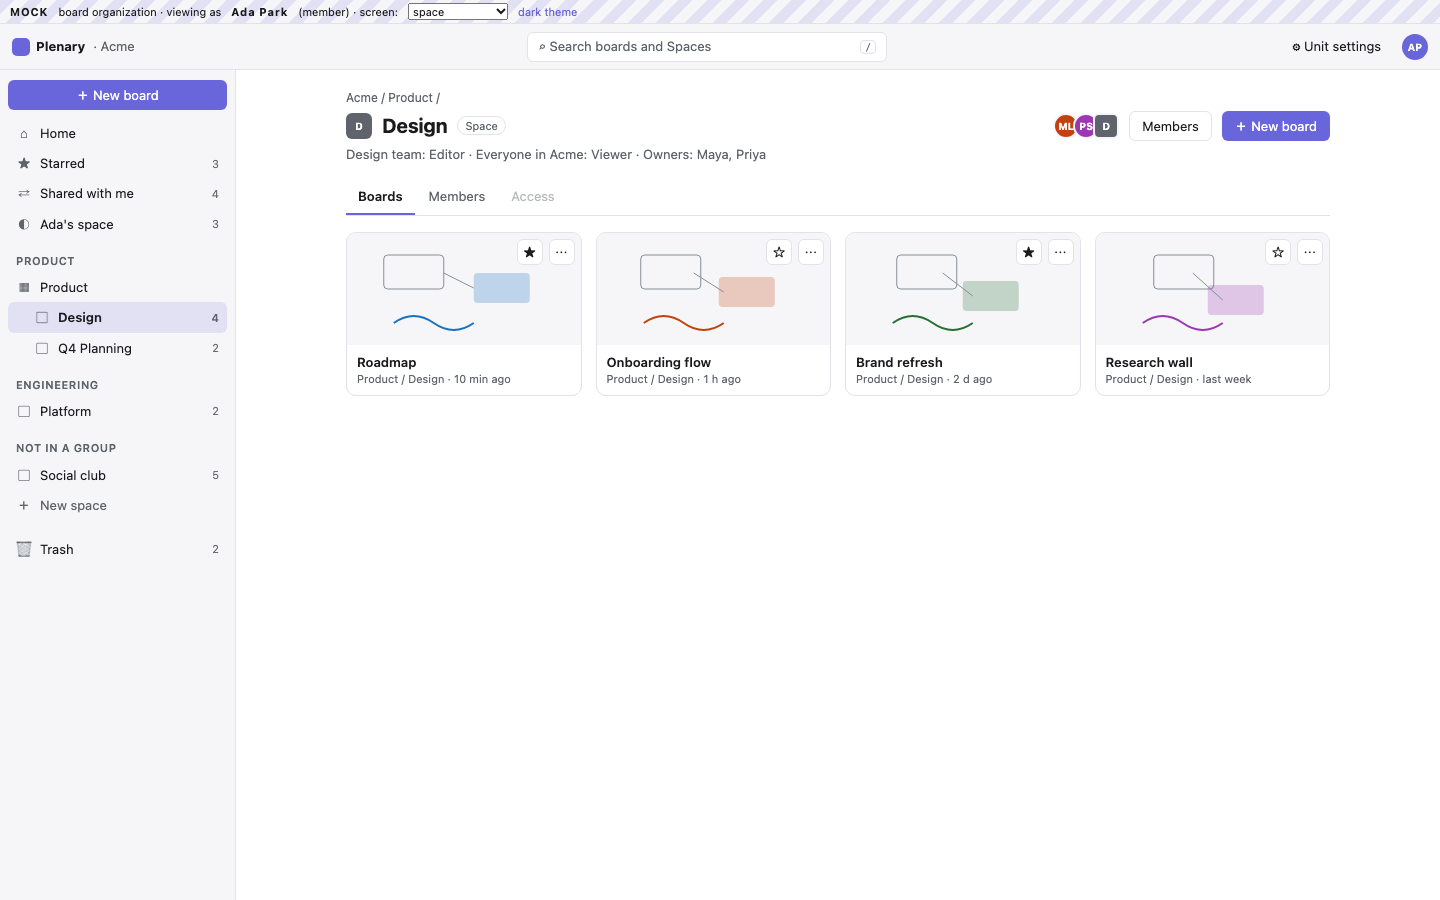 MOCK board organization · viewing as Ada Park (member) · screen: space dark theme
Plenary · Acme
Search boards and Spaces /
Unit settings
AP
+ New board
Home
Starred 3
Shared with me 4
Ada's space 3
PRODUCT
Product
Design 4
Q4 Planning 2
ENGINEERING
Platform 2
NOT IN A GROUP
Social club 5
+ New space
Trash 2
Acme / Product /
D Design Space
ML PS D Members + New board
Design team: Editor · Everyone in Acme: Viewer · Owners: Maya, Priya
Boards Members Access
Roadmap
Product / Design · 10 min ago
Onboarding flow
Product / Design · 1 h ago
Brand refresh
Product / Design · 2 d ago
Research wall
Product / Design · last week